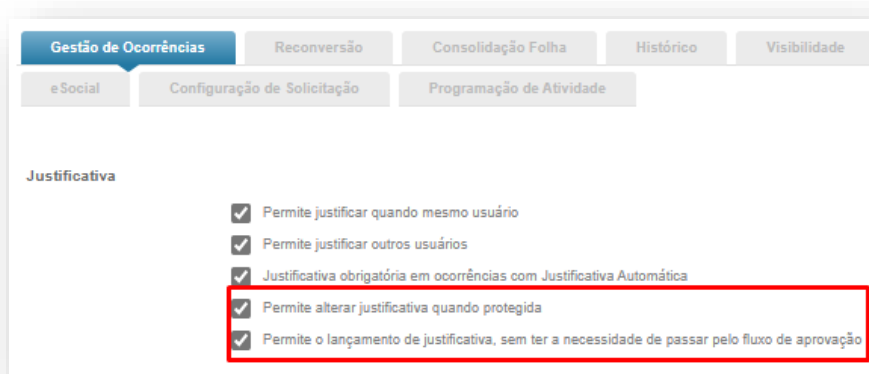 Gestão de Ocorrências
Reconversão
Consolidação Folha
Histórico
Visibilidade
eSocial
Configuração de Solicitação
Programação de Atividade
Justificativa
Permite justificar quando mesmo usuário
Permite justificar outros usuários
Justificativa obrigatória em ocorrências com Justificativa Automática
Permite alterar justificativa quando protegida
Permite o lançamento de justificativa, sem ter a necessidade de passar pelo fluxo de aprovação